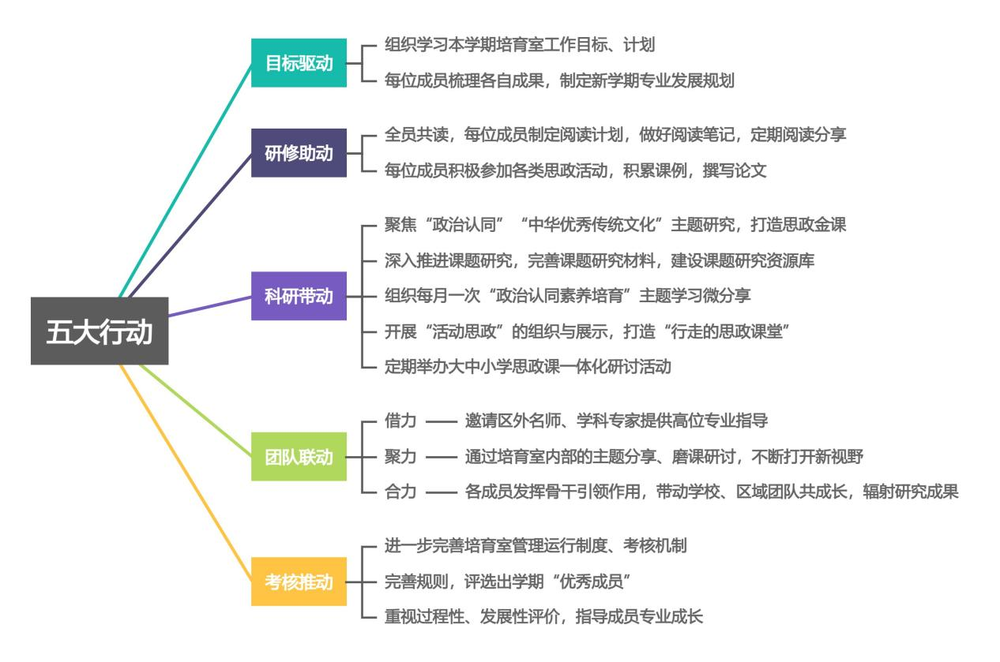 五大行动
目标驱动
组织学习本学期培育室工作目标、计划
每位成员梳理各自成果，制定新学期专业发展规划
研修助动
全员共读，每位成员制定阅读计划，做好阅读笔记，定期阅读分享
每位成员积极参加各类思政活动，积累课例，撰写论文
科研带动
聚焦“政治认同”“中华优秀传统文化”主题研究，打造思政金课
深入推进课题研究，完善课题研究材料，建设课题研究资源库
组织每月一次“政治认同素养培育”主题学习微分享
开展“活动思政”的组织与展示，打造“行走的思政课堂”
定期举办大中小学思政课一体化研讨活动
团队联动
借力 —— 邀请区外名师、学科专家提供高位专业指导
聚力 —— 通过培育室内部的主题分享、磨课研讨，不断打开新视野
合力 —— 各成员发挥骨干引领作用，带动学校、区域团队共成长，辐射研究成果
考核推动
进一步完善培育室管理运行制度、考核机制
完善规则，评选出学期“优秀成员”
重视过程性、发展性评价，指导成员专业成长